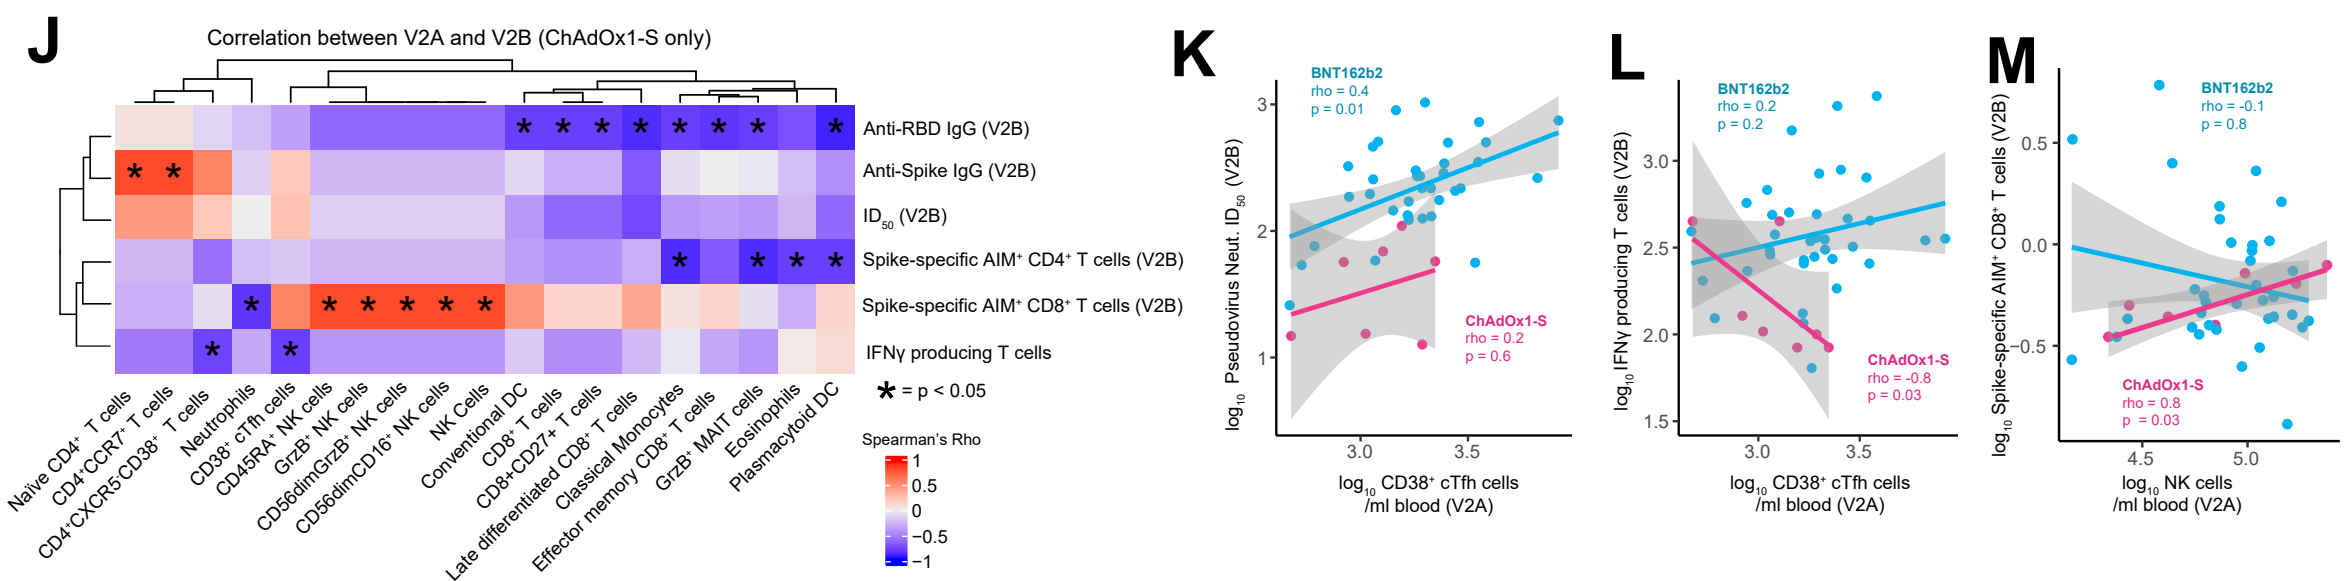 J
Correlation between V2A and V2B (ChAdOx1-S only)
Anti-RBD IgG (V2B)
Anti-Spike IgG (V2B)
ID50 (V2B)
Spike-specific AIM+ CD4+ T cells (V2B)
Spike-specific AIM+ CD8+ T cells (V2B)
IFNγ producing T cells
* = p < 0.05
Spearman's Rho
1
0.5
0
−0.5
−1
Naïve CD4+ T cells
CD4+CCR7+ T cells
CD4+CXCR5-CD38+ T cells
Neutrophils
CD38+ cTfh cells
CD45RA+ NK cells
GrzB+ NK cells
CD56dimGrzB+ NK cells
CD56dimCD16+ NK cells
NK Cells
Conventional DC
CD8+ T cells
CD8+CD27+ T cells
Late differentiated CD8+ T cells
Classical Monocytes
Effector memory CD8+ T cells
GrzB+ MAIT cells
Eosinophils
Plasmacytoid DC
K
log10 Pseudovirus Neut. ID50 (V2B)
3
2
1
BNT162b2
rho = 0.4
p = 0.01
ChAdOx1-S
rho = 0.2
p = 0.6
3.0
3.5
log10 CD38+ cTfh cells
/ml blood (V2A)
L
log10 IFNγ producing T cells (V2B)
3.0
2.5
2.0
1.5
BNT162b2
rho = 0.2
p = 0.2
ChAdOx1-S
rho = -0.8
p = 0.03
3.0
3.5
log10 CD38+ cTfh cells
/ml blood (V2A)
M
log10 Spike-specific AIM+ CD8+ T cells (V2B)
0.5
0.0
−0.5
BNT162b2
rho = -0.1
p = 0.8
ChAdOx1-S
rho = 0.8
p = 0.03
4.5
5.0
log10 NK cells
/ml blood (V2A)